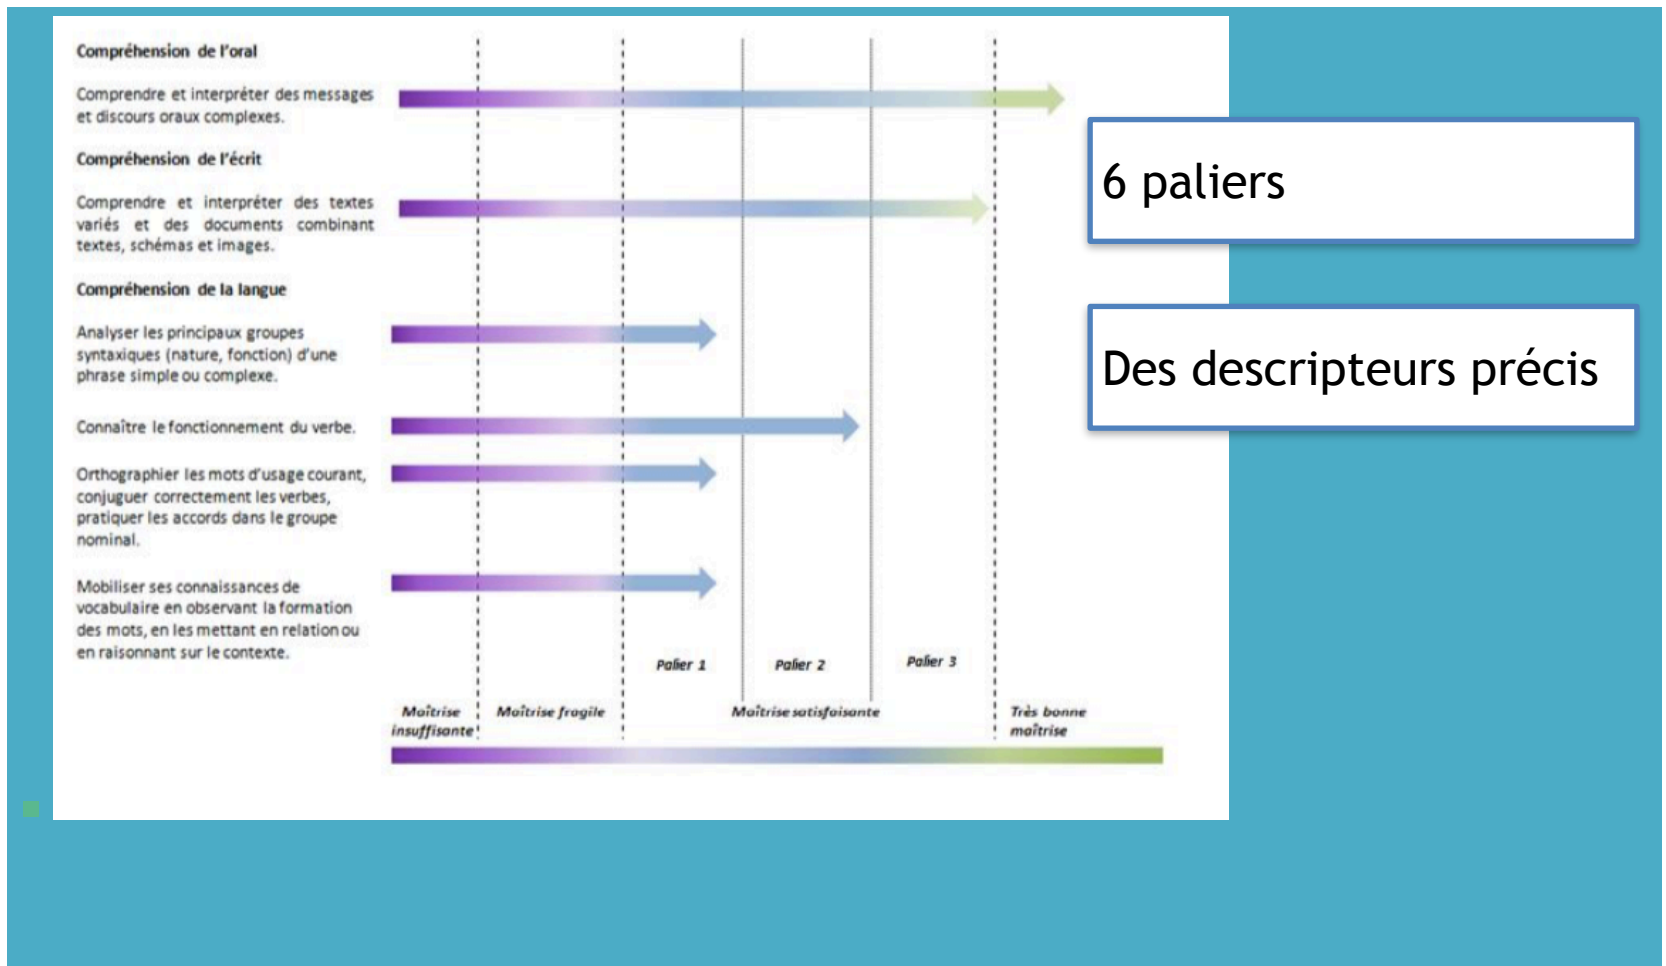 Compréhension de l'oral
Comprendre et interpréter des messages
et discours oraux complexes.
Compréhension de l'écrit
Comprendre et interpréter des textes
variés et des documents combinant
textes, schémas et images.
Compréhension de la langue
Analyser les principaux groupes
syntaxiques (nature, fonction) d'une
phrase simple ou complexe.
Connaître le fonctionnement du verbe.
Orthographier les mots d'usage courant,
conjuguer correctement les verbes,
pratiquer les accords dans le groupe
nominal.
Mobiliser ses connaissances de
vocabulaire en observant la formation
des mots, en les mettant en relation ou
en raisonnant sur le contexte.
Palier 1
Palier 2
Palier 3
Maîtrise
insuffisante
Maîtrise fragile
Maîtrise satisfaisante
Très bonne
maîtrise
6 paliers
Des descripteurs précis